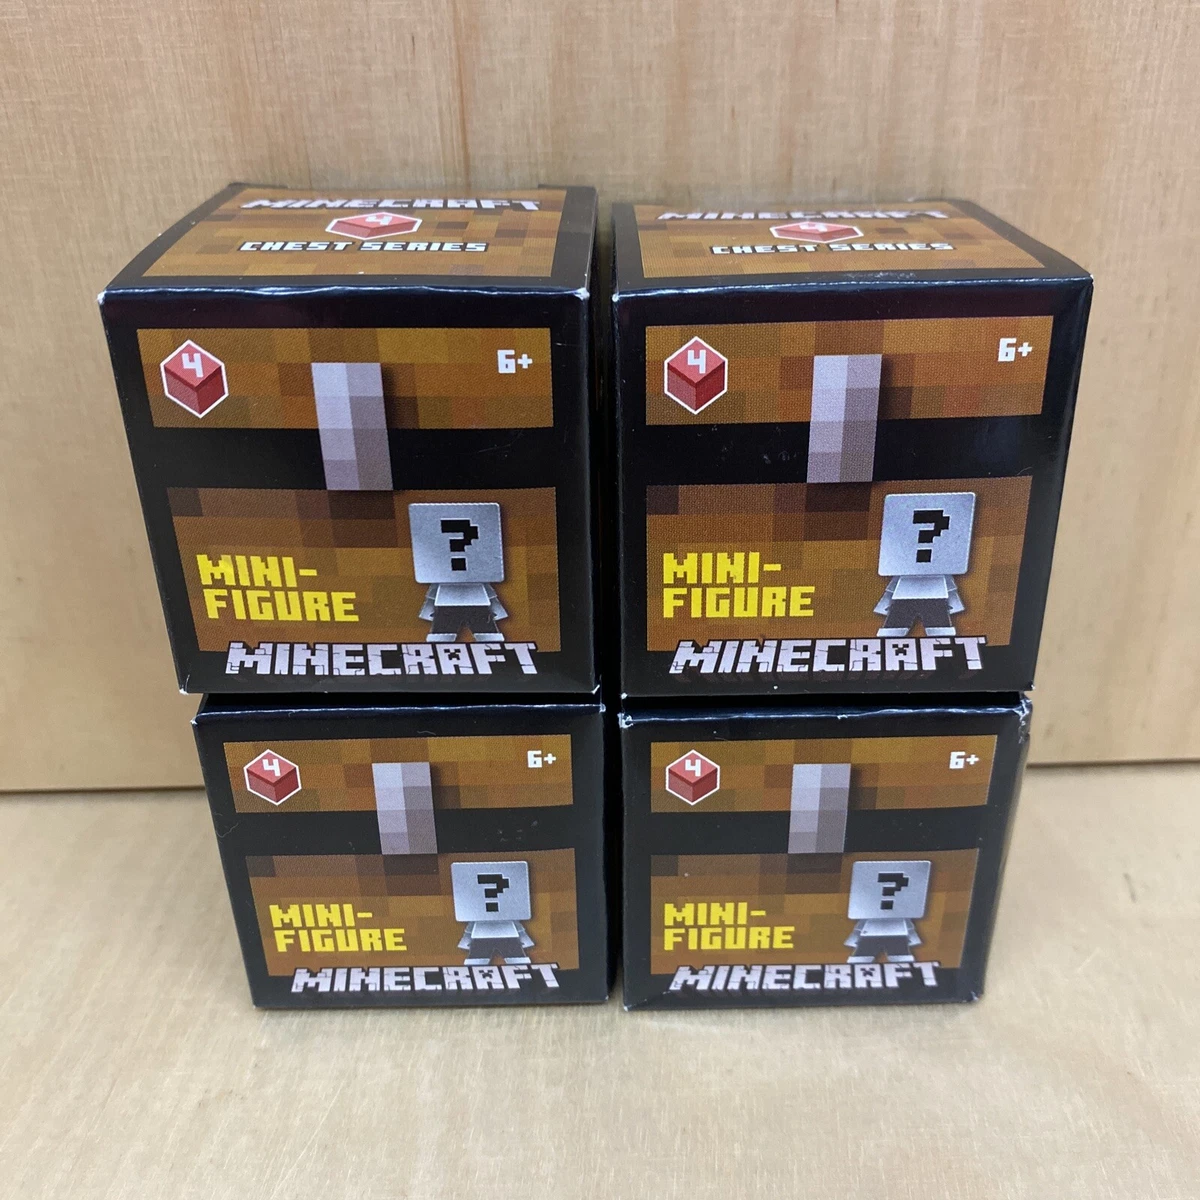 MINECRAFT
4
CHEST SERIES
MINECRAFT
4
CHEST SERIES
4
6+
?
MINI-
FIGURE
MINECRAFT
4
6+
?
MINI-
FIGURE
MINECRAFT
4
6+
?
MINI-
FIGURE
MINECRAFT
4
6+
?
MINI-
FIGURE
MINECRAFT